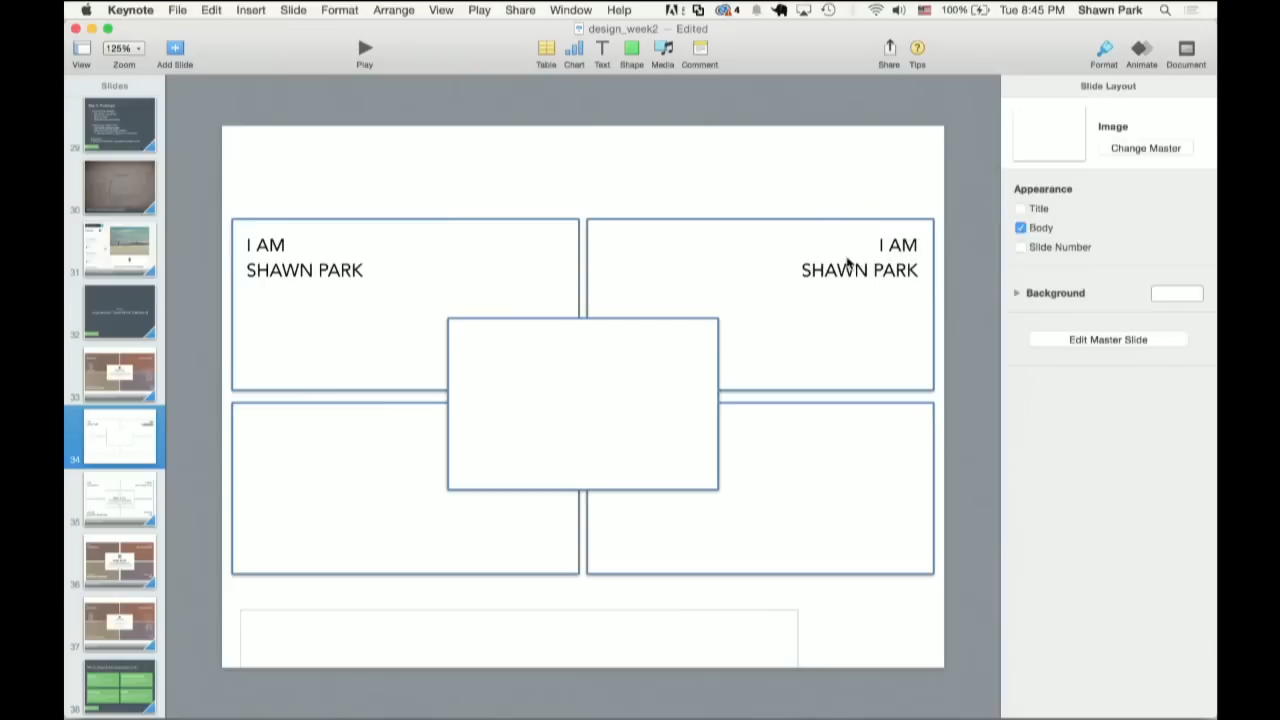 Keynote File Edit Insert Slide Format Arrange View Play Share Window Help
4 100% Tue 8:45 PM Shawn Park
design_week2 — Edited
125%
View Zoom Add Slide Play Table Chart Text Shape Media Comment Share Tips Format Animate Document
Slides
Slide Layout
29
30
31
32
33
34
35
36
37
38
I AM
SHAWN PARK
I AM
SHAWN PARK
Image
Change Master
Appearance
Title
Body
Slide Number
Background
Edit Master Slide